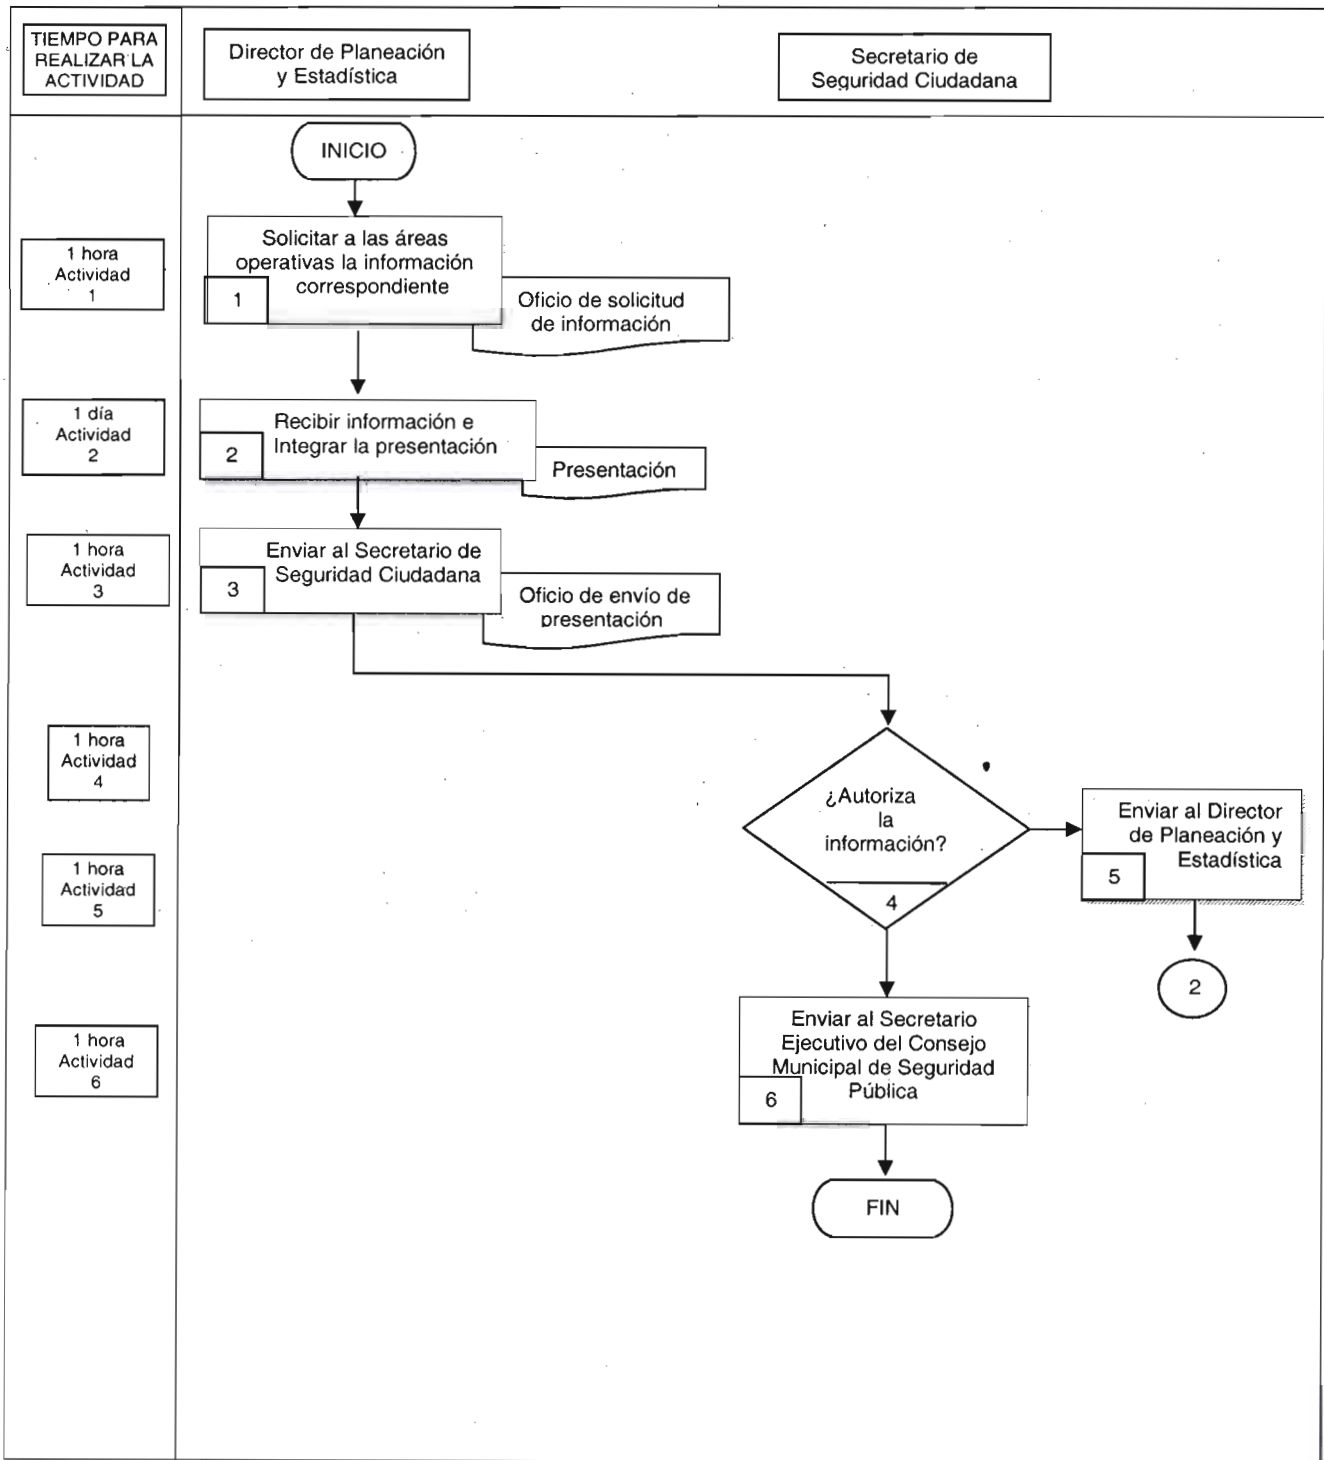 TIEMPO PARA
REALIZAR LA
ACTIVIDAD
Director de Planeación
y Estadística
Secretario de
Seguridad Ciudadana
INICIO
1 hora
Actividad
1
Solicitar a las áreas
operativas la información
correspondiente
1
Oficio de solicitud
de información
1 día
Actividad
2
Recibir información e
Integrar la presentación
2
Presentación
1 hora
Actividad
3
Enviar al Secretario de
Seguridad Ciudadana
3
Oficio de envío de
presentación
1 hora
Actividad
4
¿Autoriza
la
información?
4
Enviar al Director
de Planeación y
Estadística
5
1 hora
Actividad
5
2
1 hora
Actividad
6
Enviar al Secretario
Ejecutivo del Consejo
Municipal de Seguridad
Pública
6
FIN